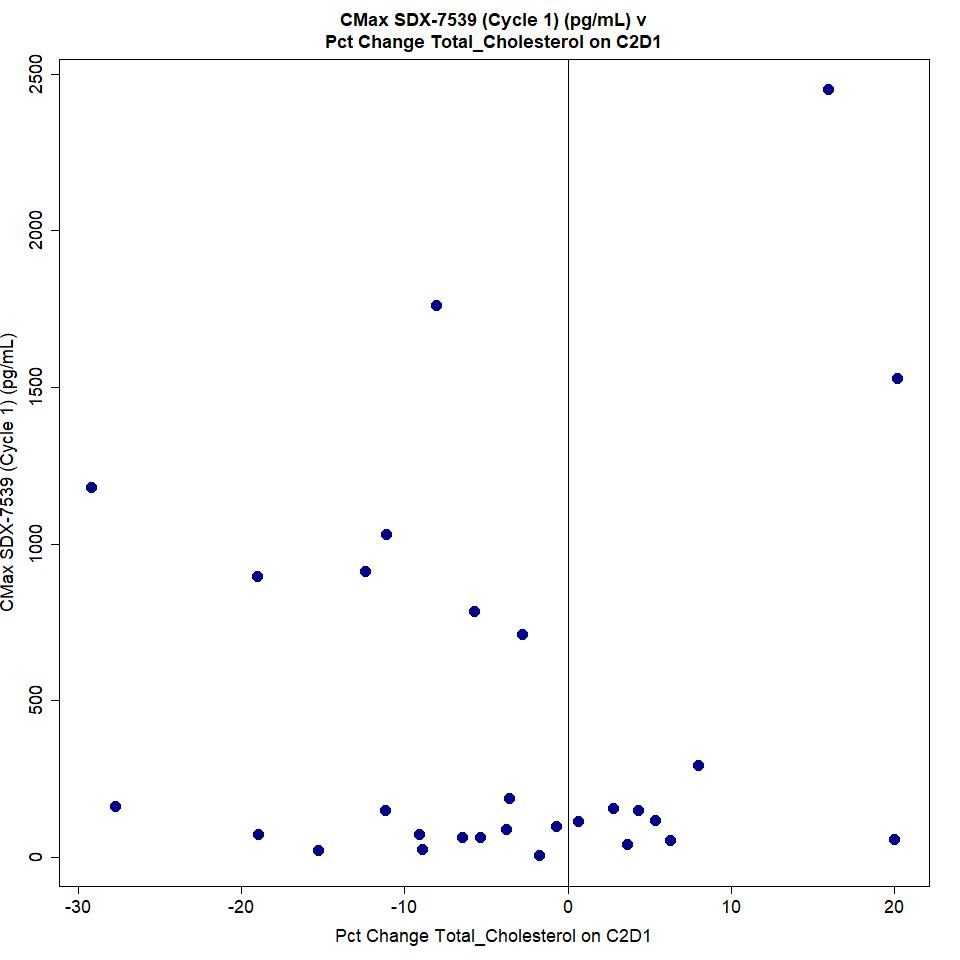 CMax SDX-7539 (Cycle 1) (pg/mL) v
Pct Change Total_Cholesterol on C2D1
CMax SDX-7539 (Cycle 1) (pg/mL)
2500
2000
1500
1000
500
0
-30 -20 -10 0 10 20
Pct Change Total_Cholesterol on C2D1